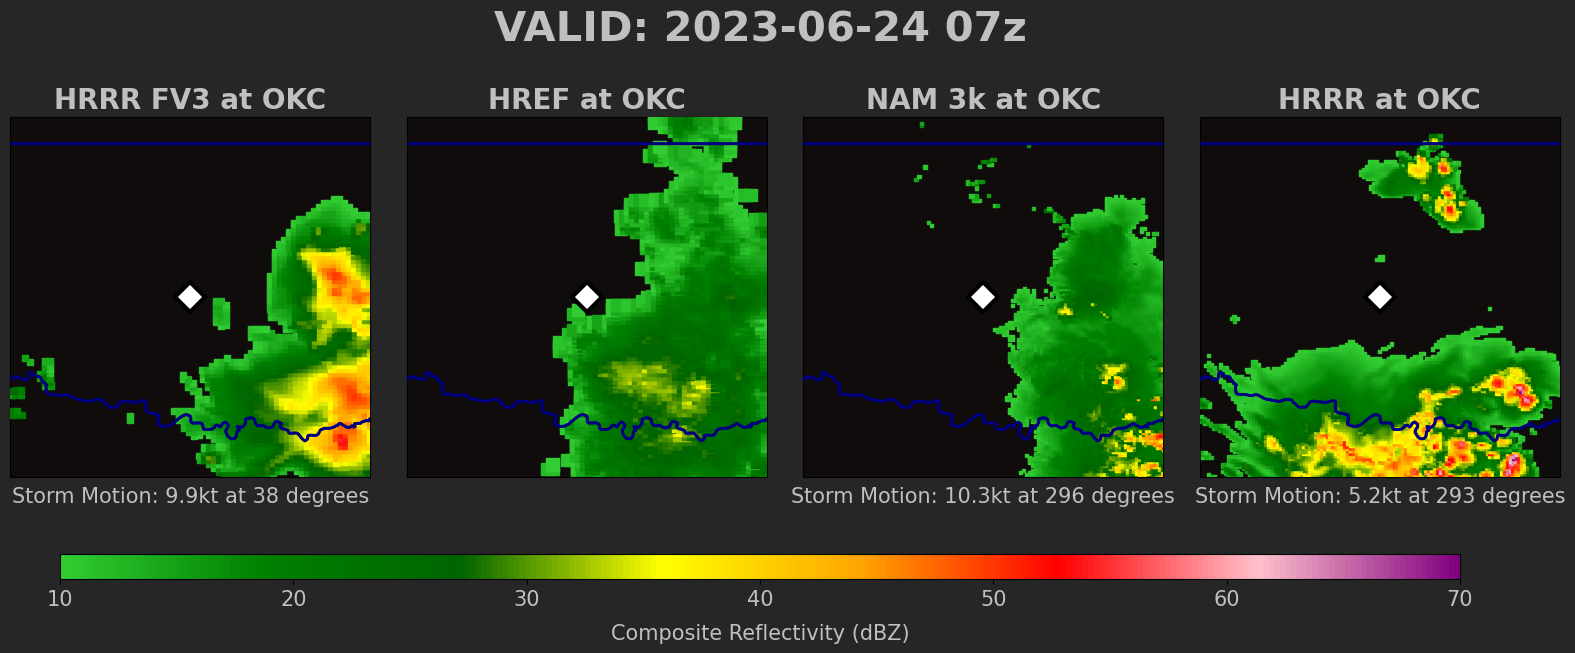 VALID: 2023-06-24 07z
HRRR FV3 at OKC
HREF at OKC
NAM 3k at OKC
HRRR at OKC
Storm Motion: 9.9kt at 38 degrees
Storm Motion: 10.3kt at 296 degrees
Storm Motion: 5.2kt at 293 degrees
10 20 30 40 50 60 70
Composite Reflectivity (dBZ)